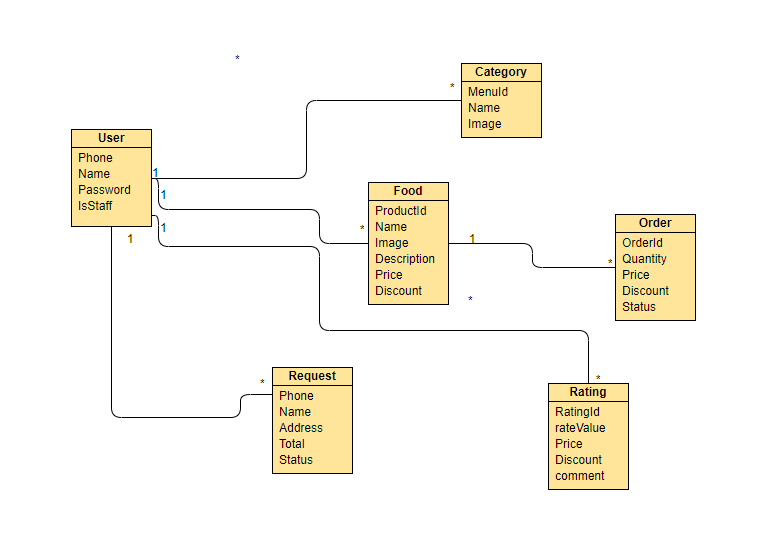 *
Category
MenuId
Name
Image
*
User
Phone
Name
Password
IsStaff
1
1
1
1
Food
ProductId
Name
Image
Description
Price
Discount
*
1
*
Order
OrderId
Quantity
Price
Discount
Status
*
Request
Phone
Name
Address
Total
Status
*
Rating
RatingId
rateValue
Price
Discount
comment
*